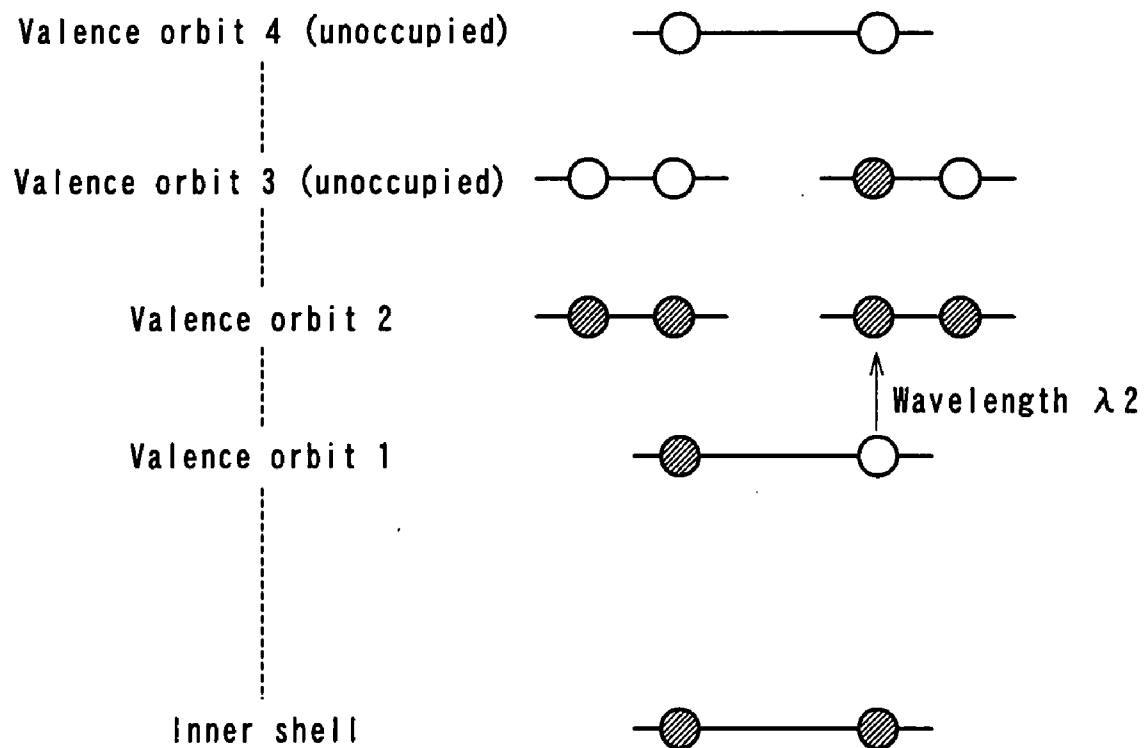 Valence orbit 4 (unoccupied)
Valence orbit 3 (unoccupied)
Valence orbit 2
Wavelength λ2
Valence orbit 1
Inner shell